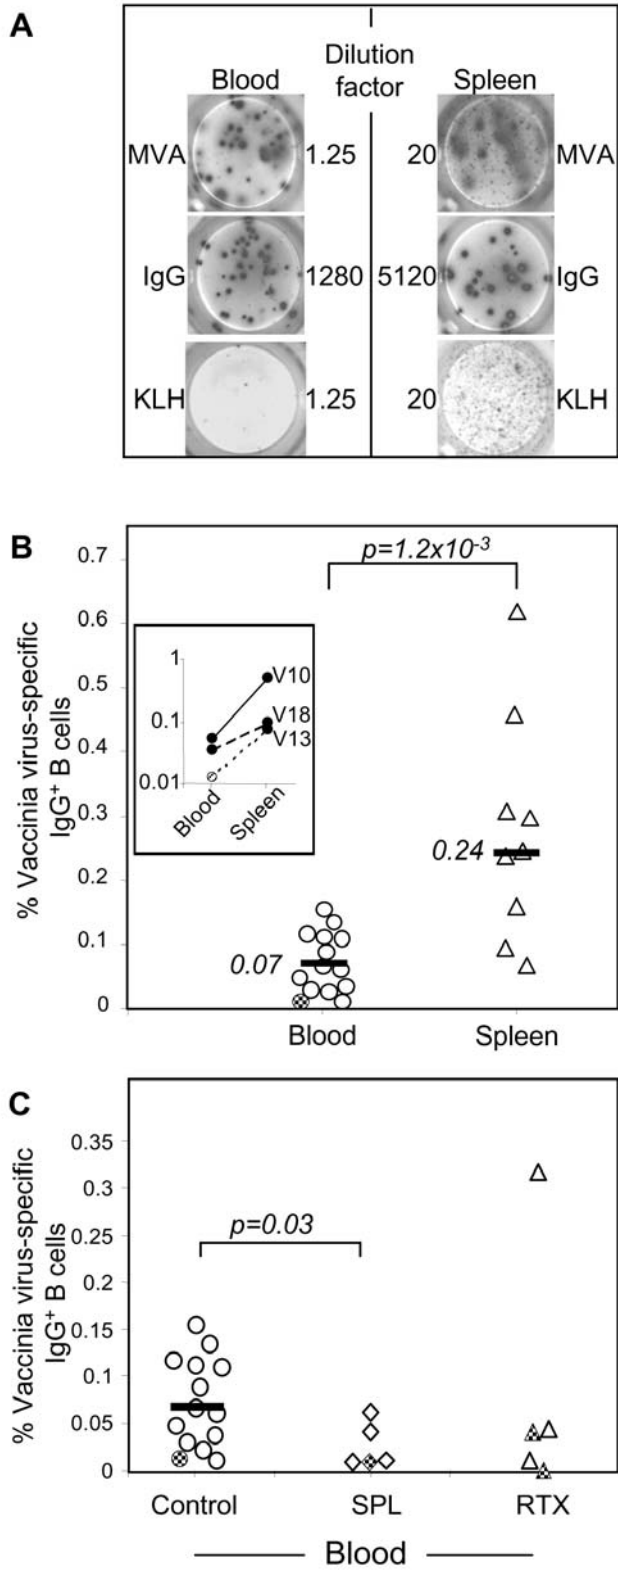 A
Dilution
factor
Blood
Spleen
MVA 1.25 20 MVA
IgG 1280 5120 IgG
KLH 1.25 20 KLH
B
% Vaccinia virus-specific
IgG+ B cells
0.7
0.6
0.5
0.4
0.3
0.2
0.1
0
p=1.2x10-3
1
0.1
0.01
V10
V18
V13
Blood
Spleen
0.07
0.24
Blood Spleen
C
% Vaccinia virus-specific
IgG+ B cells
0.35
0.3
0.25
0.2
0.15
0.1
0.05
0
p=0.03
Control SPL RTX
Blood